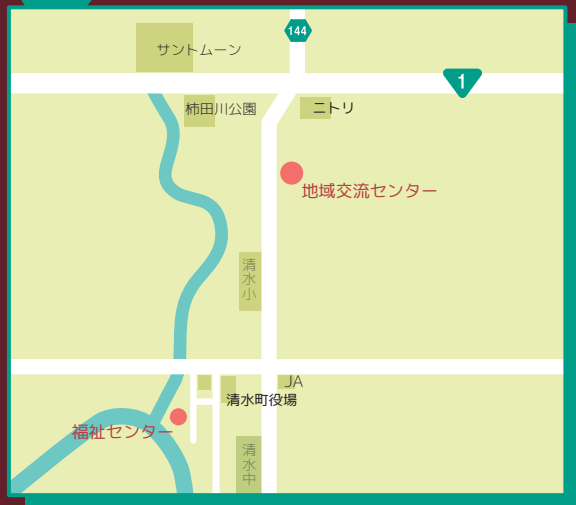 144
サントムーン
1
柿田川公園
ニトリ
地域交流センター
清水小
JA
清水町役場
福祉センター
清水中